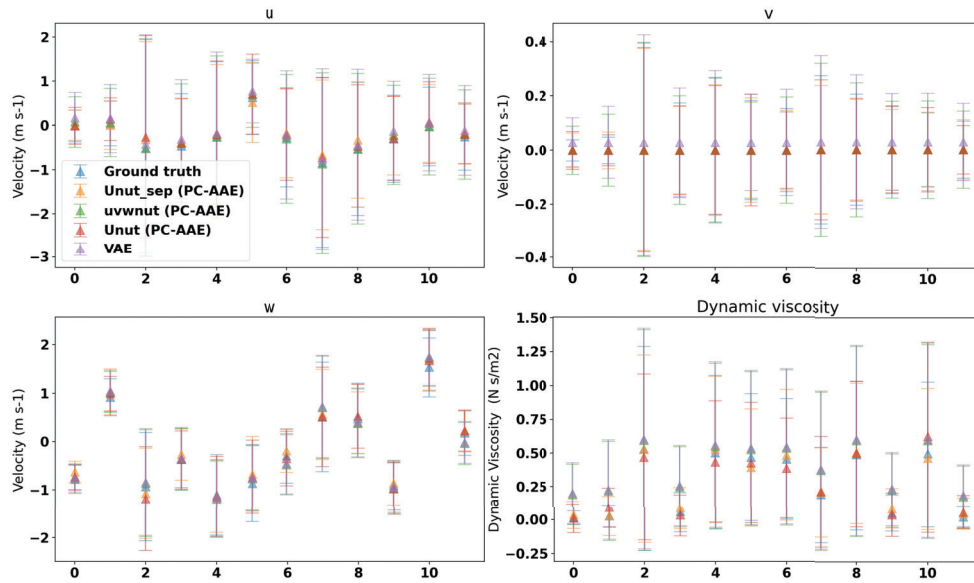 u
v
2
1
0
−1
−2
−3
Velocity (m s-1)
Ground truth
Unut_sep (PC-AAE)
uvwnut (PC-AAE)
Unut (PC-AAE)
VAE
0 2 4 6 8 10
0.4
0.2
0.0
−0.2
−0.4
Velocity (m s-1)
0 2 4 6 8 10
w
Dynamic viscosity
2
1
0
−1
−2
Velocity (m s-1)
0 2 4 6 8 10
1.50
1.25
1.00
0.75
0.50
0.25
0.00
−0.25
Dynamic Viscosity (N s/m2)
0 2 4 6 8 10